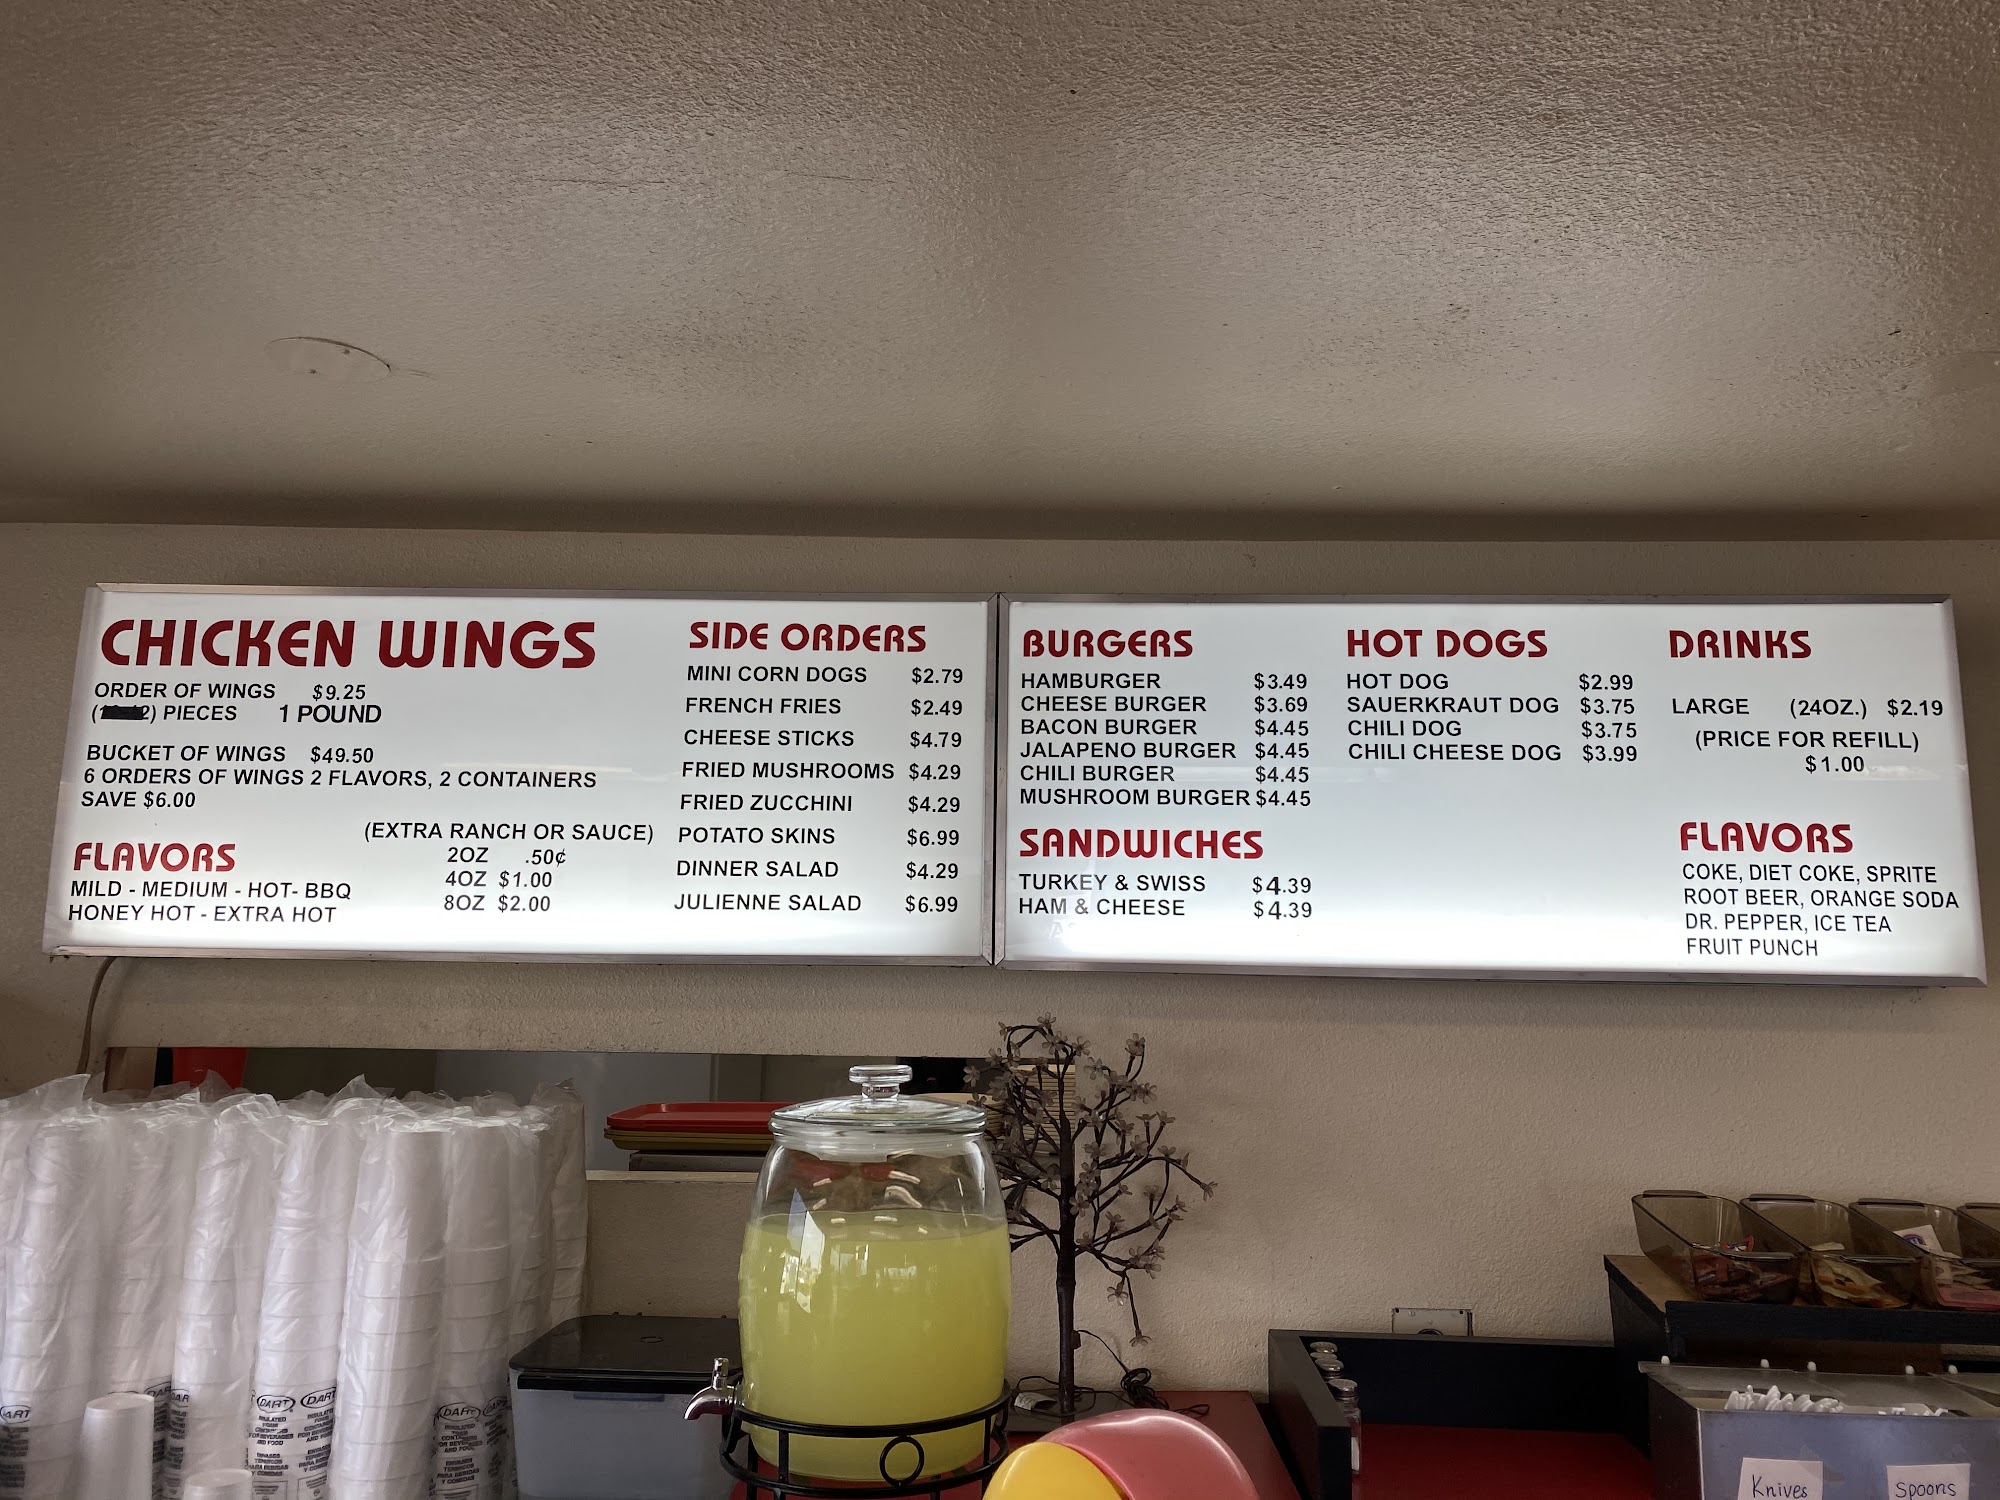 CHICKEN WINGS
ORDER OF WINGS $9.25
PIECES 1 POUND
BUCKET OF WINGS $49.50
6 ORDERS OF WINGS 2 FLAVORS, 2 CONTAINERS
SAVE $6.00
FLAVORS
MILD - MEDIUM - HOT- BBQ
HONEY HOT - EXTRA HOT
(EXTRA RANCH OR SAUCE)
2OZ .50¢
4OZ $1.00
8OZ $2.00
SIDE ORDERS
MINI CORN DOGS $2.79
FRENCH FRIES $2.49
CHEESE STICKS $4.79
FRIED MUSHROOMS $4.29
FRIED ZUCCHINI $4.29
POTATO SKINS $6.99
DINNER SALAD $4.29
JULIENNE SALAD $6.99
BURGERS
HAMBURGER $3.49
CHEESE BURGER $3.69
BACON BURGER $4.45
JALAPENO BURGER $4.45
CHILI BURGER $4.45
MUSHROOM BURGER $4.45
SANDWICHES
TURKEY & SWISS $4.39
HAM & CHEESE $4.39
HOT DOGS
HOT DOG $2.99
SAUERKRAUT DOG $3.75
CHILI DOG $3.75
CHILI CHEESE DOG $3.99
DRINKS
LARGE (24OZ.) $2.19
(PRICE FOR REFILL)
$1.00
FLAVORS
COKE, DIET COKE, SPRITE
ROOT BEER, ORANGE SODA
DR. PEPPER, ICE TEA
FRUIT PUNCH
DART
DART
DART
Knives
Spoons